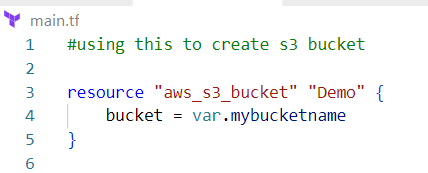 main.tf
1 #using this to create s3 bucket
2
3 resource "aws_s3_bucket" "Demo" {
4 bucket = var.mybucketname
5 }
6